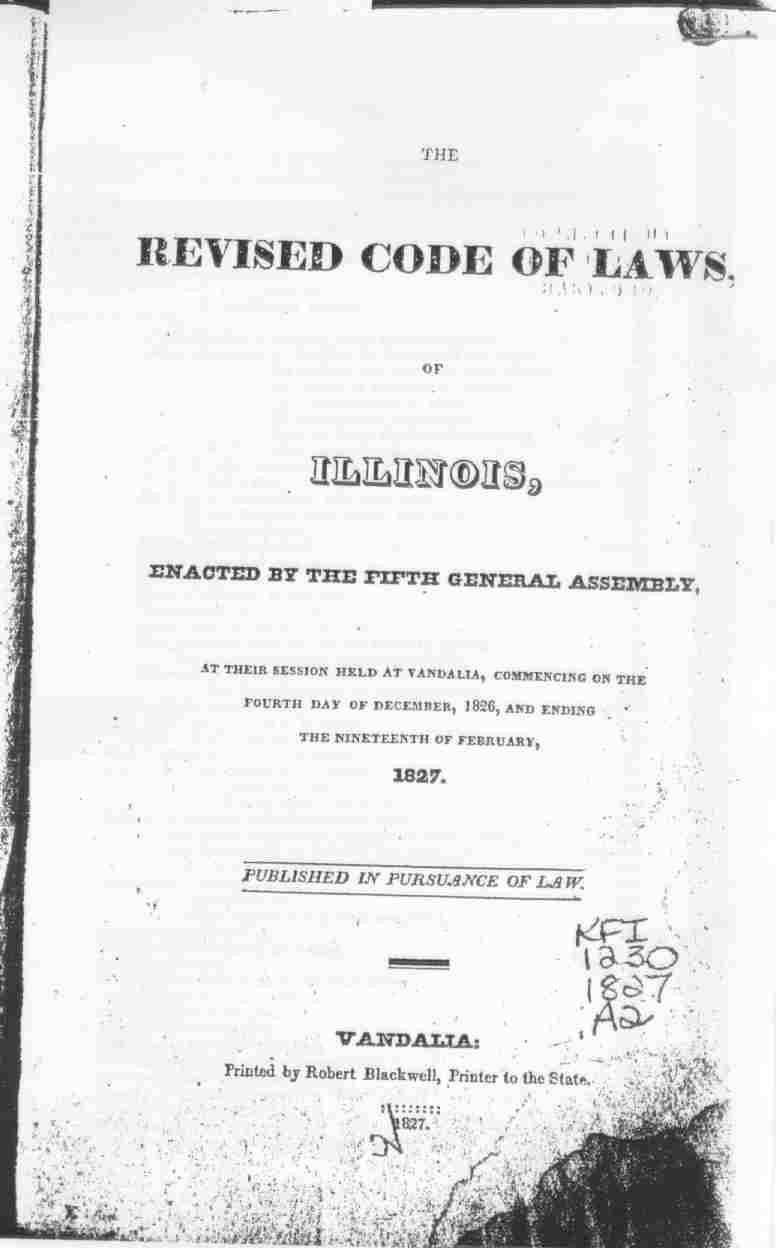 THE
REVISED CODE OF LAWS,
OF
ILLINOIS,
ENACTED BY THE FIFTH GENERAL ASSEMBLY,
AT THEIR SESSION HELD AT VANDALIA, COMMENCING ON THE
FOURTH DAY OF DECEMBER, 1826, AND ENDING
THE NINETEENTH OF FEBRUARY,
1827.
PUBLISHED IN PURSUANCE OF LAW.
KFI
1230
1827
A2
VANDALIA:
Printed by Robert Blackwell, Printer to the State.
1827.